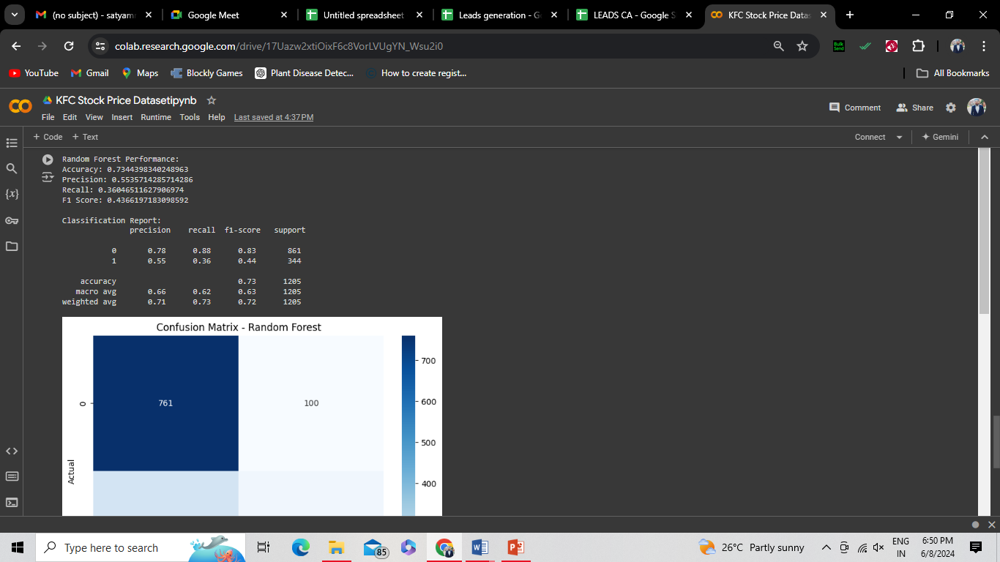 (no subject) - satyam
Google Meet
Untitled spreadsheet
Leads generation - G
LEADS CA - Google S
KFC Stock Price Datas
colab.research.google.com/drive/17Uazw2xtiOixF6c8VorLVUgYN_Wsu2i0
Bulk Send
YouTube
Gmail
Maps
Blockly Games
Plant Disease Detec...
How to create regist...
All Bookmarks
KFC Stock Price Datasetipynb
Comment
Share
File Edit View Insert Runtime Tools Help Last saved at 4:37 PM
+ Code + Text
Connect
Gemini
Random Forest Performance:
Accuracy: 0.7344398340248963
Precision: 0.5535714285714286
Recall: 0.36046511627906974
F1 Score: 0.4366197183098592
Classification Report:
precision recall f1-score support
0 0.78 0.88 0.83 861
1 0.55 0.36 0.44 344
accuracy 0.73 1205
macro avg 0.66 0.62 0.63 1205
weighted avg 0.71 0.73 0.72 1205
Confusion Matrix - Random Forest
700
0 761 100
600
500
Actual
400
Type here to search
85
26°C Partly sunny
ENG
IN
6:50 PM
6/8/2024